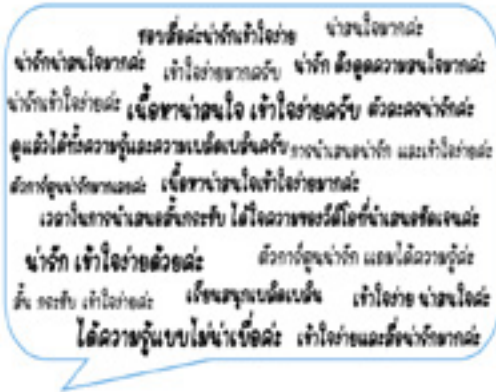 ชอบสื่อค่ะน่ารักเข้าใจง่าย น่าสนใจมากค่ะ
น่ารักน่าสนใจมากค่ะ เข้าใจง่ายมากครับ น่ารัก ดึงดูดความสนใจมากค่ะ
น่ารักเข้าใจง่ายค่ะ เนื้อหาน่าสนใจ เข้าใจง่ายครับ ตัวละครน่ารักค่ะ
ดูแล้วได้ทั้งความรู้และความเพลิดเพลินครับ การนำเสนอน่ารัก และเข้าใจง่ายค่ะ
ตัวการ์ตูนน่ารักมากเลยค่ะ เนื้อหาน่าสนใจเข้าใจง่ายมากค่ะ
เวลาในการนำเสนอสั้นกระชับ ได้ใจความของวีดีโอที่นำเสนอชัดเจนค่ะ
น่ารัก เข้าใจง่ายด้วยค่ะ ตัวการ์ตูนน่ารัก แถมได้ความรู้ค่ะ
สั้น กระชับ เข้าใจง่ายค่ะ เรียนสนุกเพลิดเพลิน เข้าใจง่าย น่าสนใจค่ะ
ได้ความรู้แบบไม่น่าเบื่อค่ะ เข้าใจง่ายและสื่อน่ารักมากค่ะ